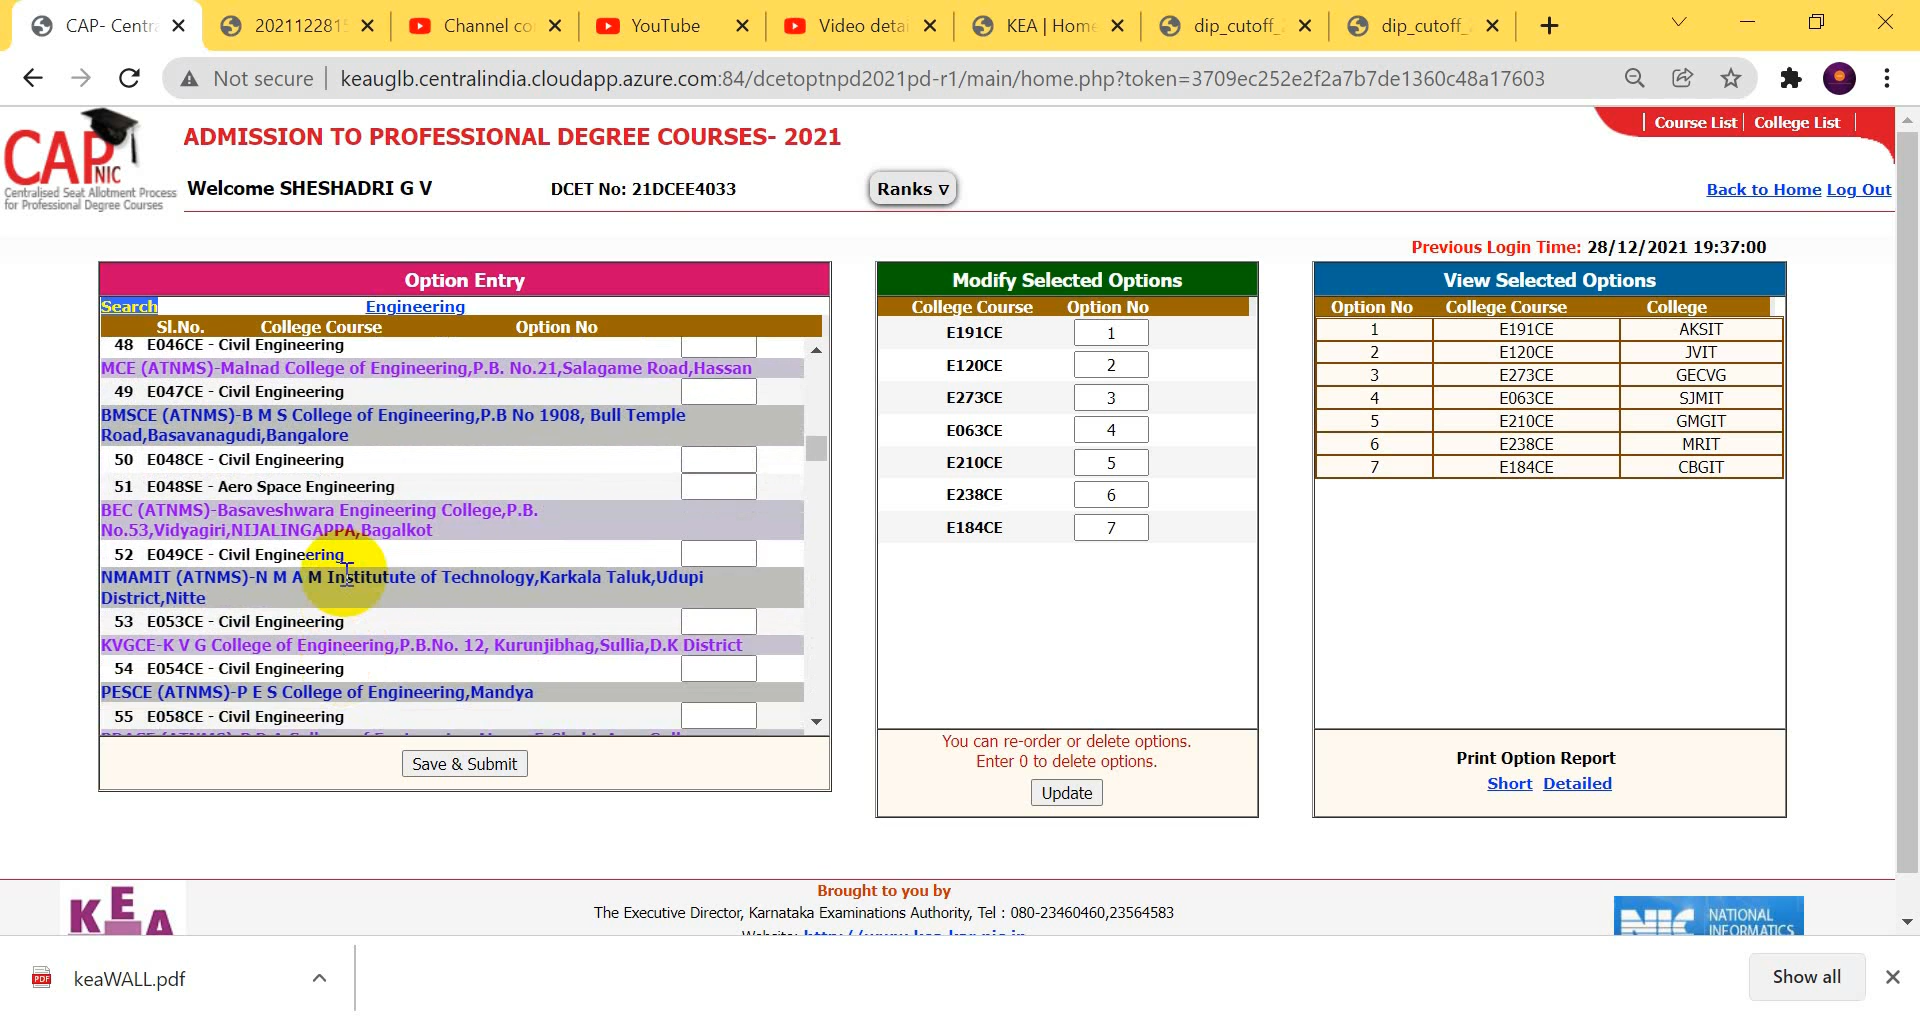 CAP- Centr
2021122815
Channel co
YouTube
Video detai
KEA | Home
dip_cutoff_
dip_cutoff_
Not secure
keauglb.centralindia.cloudapp.azure.com:84/dcetoptnpd2021pd-r1/main/home.php?token=3709ec252e2f2a7b7de1360c48a17603
CAP NIC
Centralised Seat Allotment Process
for Professional Degree Courses
ADMISSION TO PROFESSIONAL DEGREE COURSES- 2021
Course List
College List
Welcome SHESHADRI G V
DCET No: 21DCEE4033
Ranks ▿
Back to Home Log Out
Previous Login Time: 28/12/2021 19:37:00
Option Entry
Search
Engineering
Sl.No. College Course Option No
48 E046CE - Civil Engineering
MCE (ATNMS)-Malnad College of Engineering,P.B. No.21,Salagame Road,Hassan
49 E047CE - Civil Engineering
BMSCE (ATNMS)-B M S College of Engineering,P.B No 1908, Bull Temple
Road,Basavanagudi,Bangalore
50 E048CE - Civil Engineering
51 E048SE - Aero Space Engineering
BEC (ATNMS)-Basaveshwara Engineering College,P.B.
No.53,Vidyagiri,NIJALINGAPPA,Bagalkot
52 E049CE - Civil Engineering
NMAMIT (ATNMS)-N M A M Institutute of Technology,Karkala Taluk,Udupi
District,Nitte
53 E053CE - Civil Engineering
KVGCE-K V G College of Engineering,P.B.No. 12, Kurunjibhag,Sullia,D.K District
54 E054CE - Civil Engineering
PESCE (ATNMS)-P E S College of Engineering,Mandya
55 E058CE - Civil Engineering
Save & Submit
Modify Selected Options
College Course Option No
E191CE 1
E120CE 2
E273CE 3
E063CE 4
E210CE 5
E238CE 6
E184CE 7
You can re-order or delete options.
Enter 0 to delete options.
Update
View Selected Options
Option No College Course College
1 E191CE AKSIT
2 E120CE JVIT
3 E273CE GECVG
4 E063CE SJMIT
5 E210CE GMGIT
6 E238CE MRIT
7 E184CE CBGIT
Print Option Report
Short Detailed
KEA
Brought to you by
The Executive Director, Karnataka Examinations Authority, Tel : 080-23460460,23564583
NIC NATIONAL
INFORMATICS
PDF
keaWALL.pdf
Show all